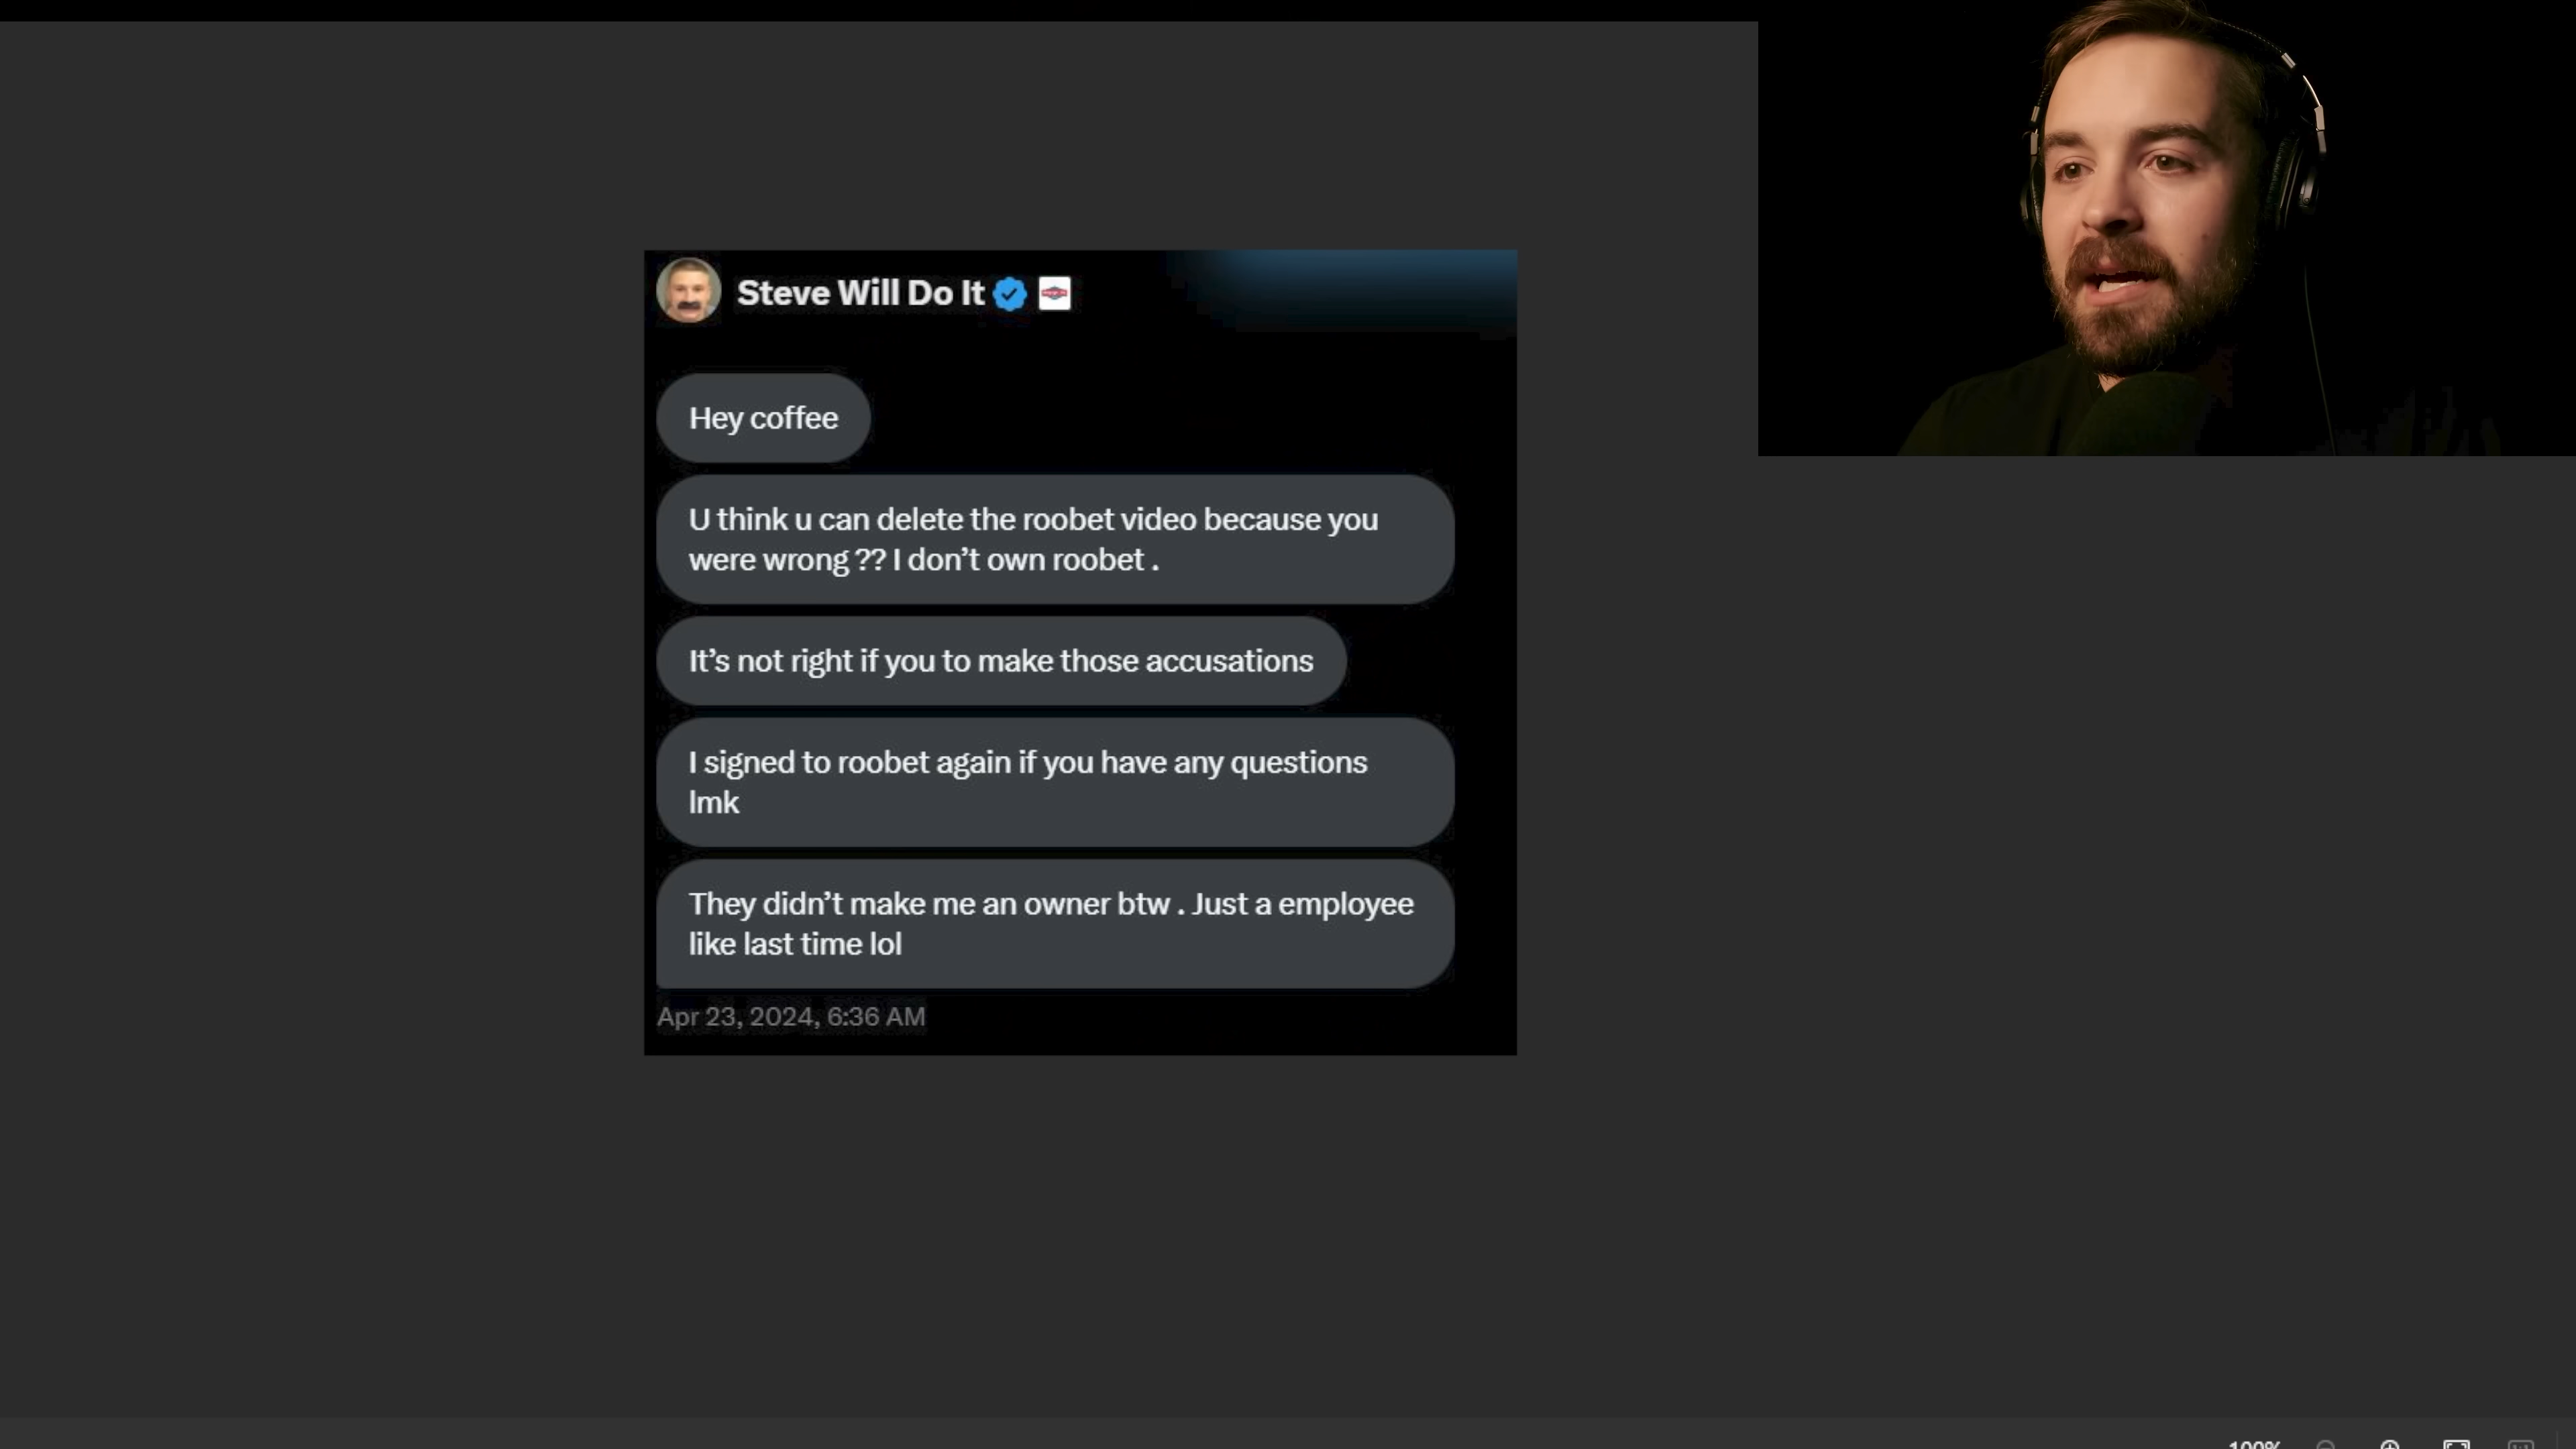 Steve Will Do It
Hey coffee
U think u can delete the roobet video because you
were wrong ?? I don’t own roobet .
It’s not right if you to make those accusations
I signed to roobet again if you have any questions
lmk
They didn’t make me an owner btw . Just a employee
like last time lol
Apr 23, 2024, 6:36 AM
100%